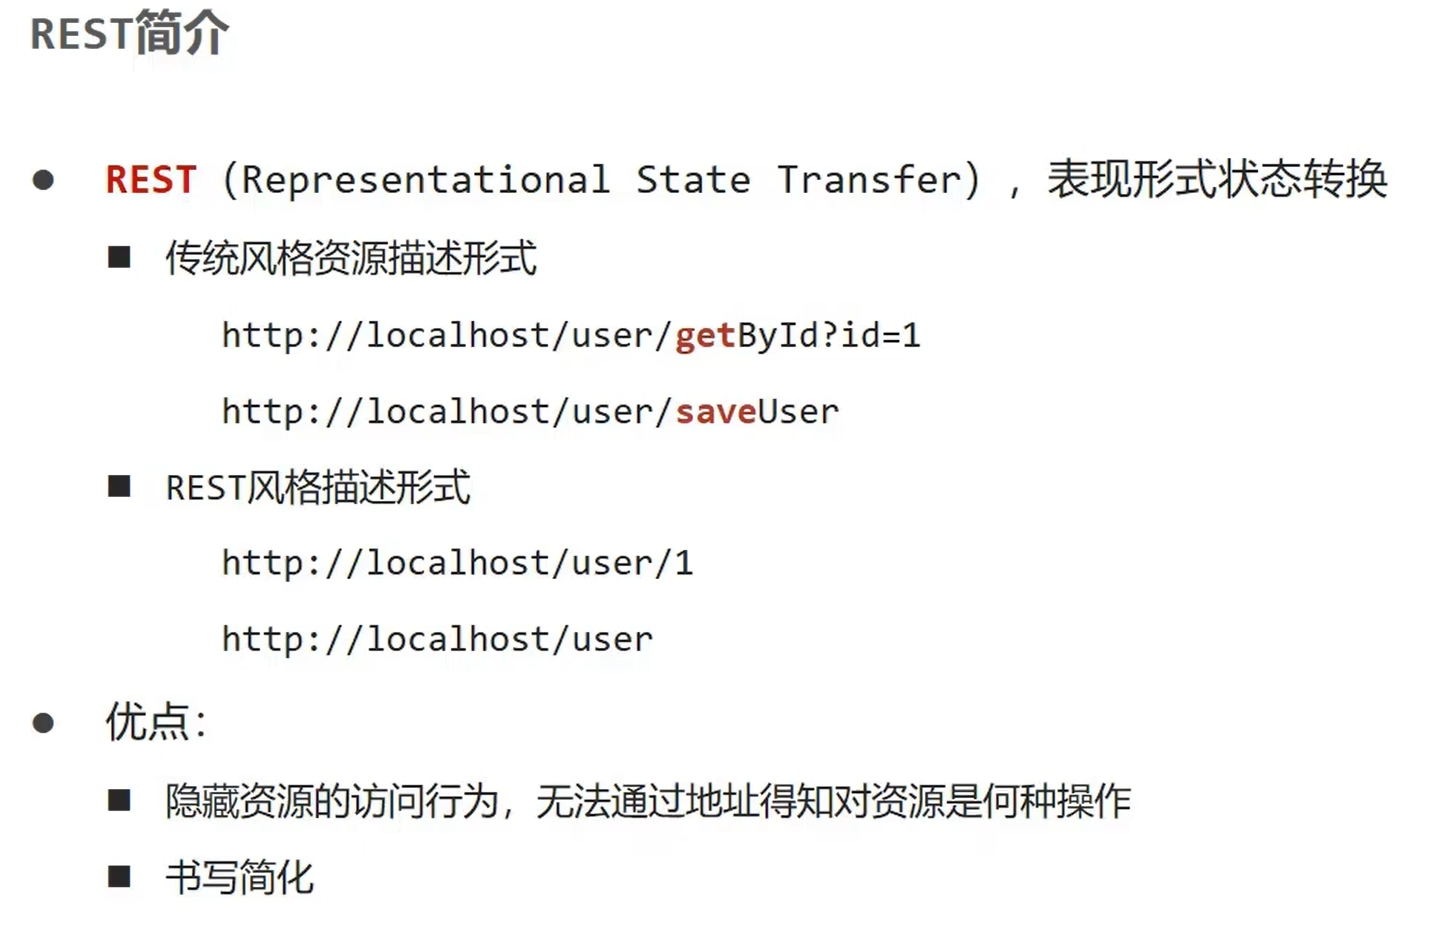 REST简介
REST（Representational State Transfer），表现形式状态转换
传统风格资源描述形式
http://localhost/user/getById?id=1
http://localhost/user/saveUser
REST风格描述形式
http://localhost/user/1
http://localhost/user
优点：
隐藏资源的访问行为，无法通过地址得知对资源是何种操作
书写简化